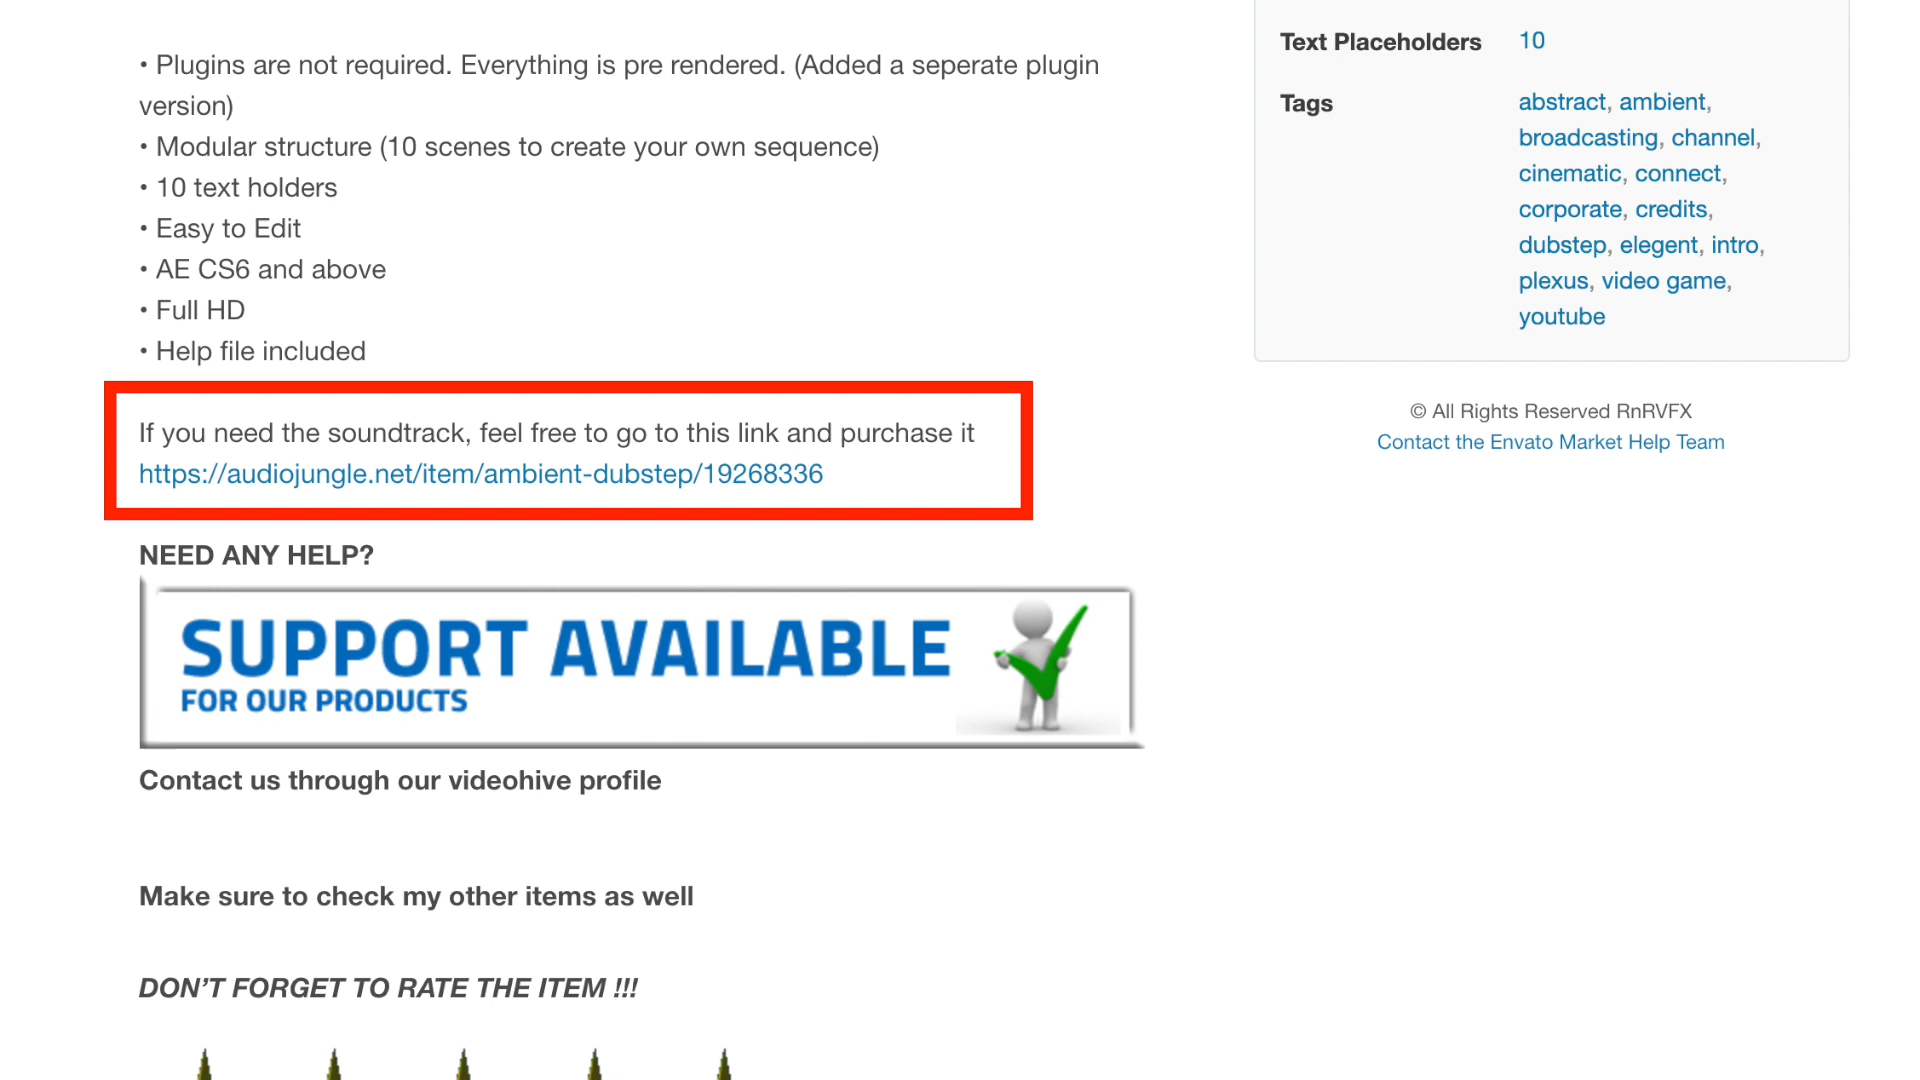 • Plugins are not required. Everything is pre rendered. (Added a seperate plugin
version)
• Modular structure (10 scenes to create your own sequence)
• 10 text holders
• Easy to Edit
• AE CS6 and above
• Full HD
• Help file included
If you need the soundtrack, feel free to go to this link and purchase it
https://audiojungle.net/item/ambient-dubstep/19268336
NEED ANY HELP?
SUPPORT AVAILABLE
FOR OUR PRODUCTS
Contact us through our videohive profile
Make sure to check my other items as well
DON’T FORGET TO RATE THE ITEM !!!
Text Placeholders 10
Tags abstract, ambient,
broadcasting, channel,
cinematic, connect,
corporate, credits,
dubstep, elegent, intro,
plexus, video game,
youtube
© All Rights Reserved RnRVFX
Contact the Envato Market Help Team